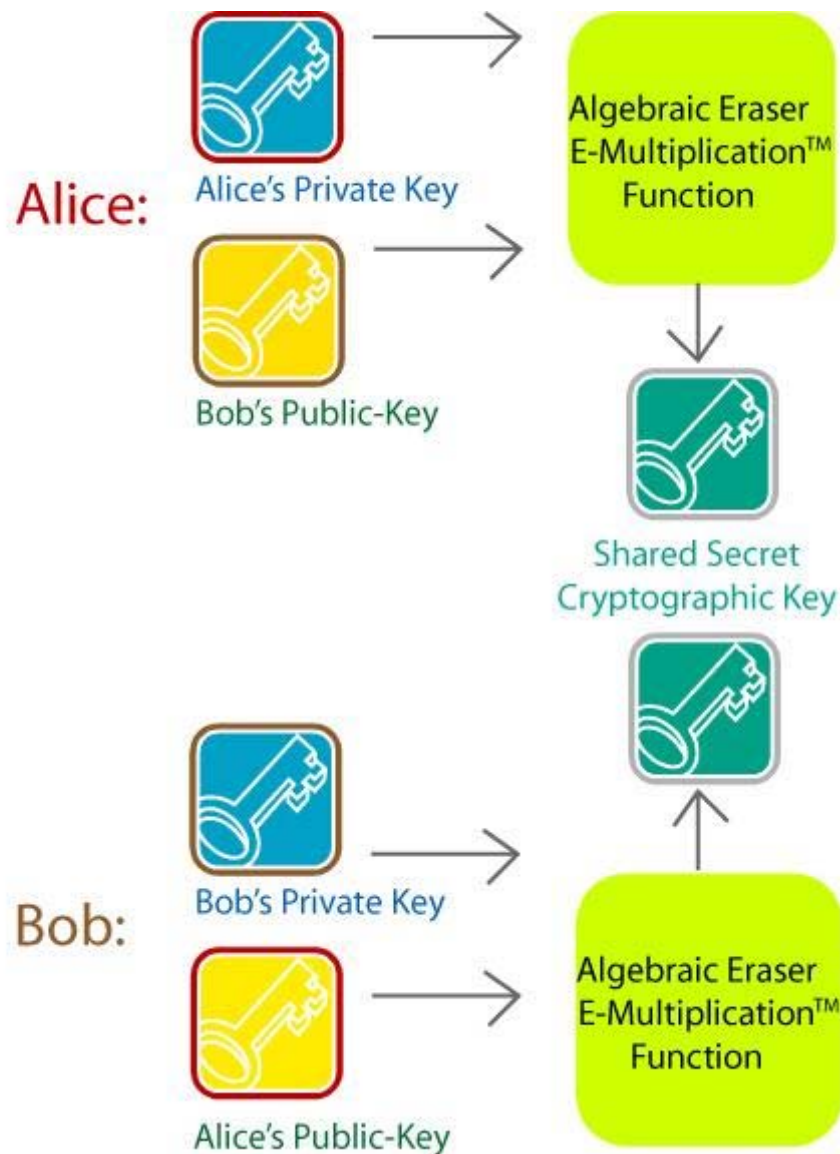 Alice:
Alice's Private Key
Bob's Public-Key
Algebraic Eraser
E-Multiplication™
Function
Shared Secret
Cryptographic Key
Bob:
Bob's Private Key
Alice's Public-Key
Algebraic Eraser
E-Multiplication™
Function